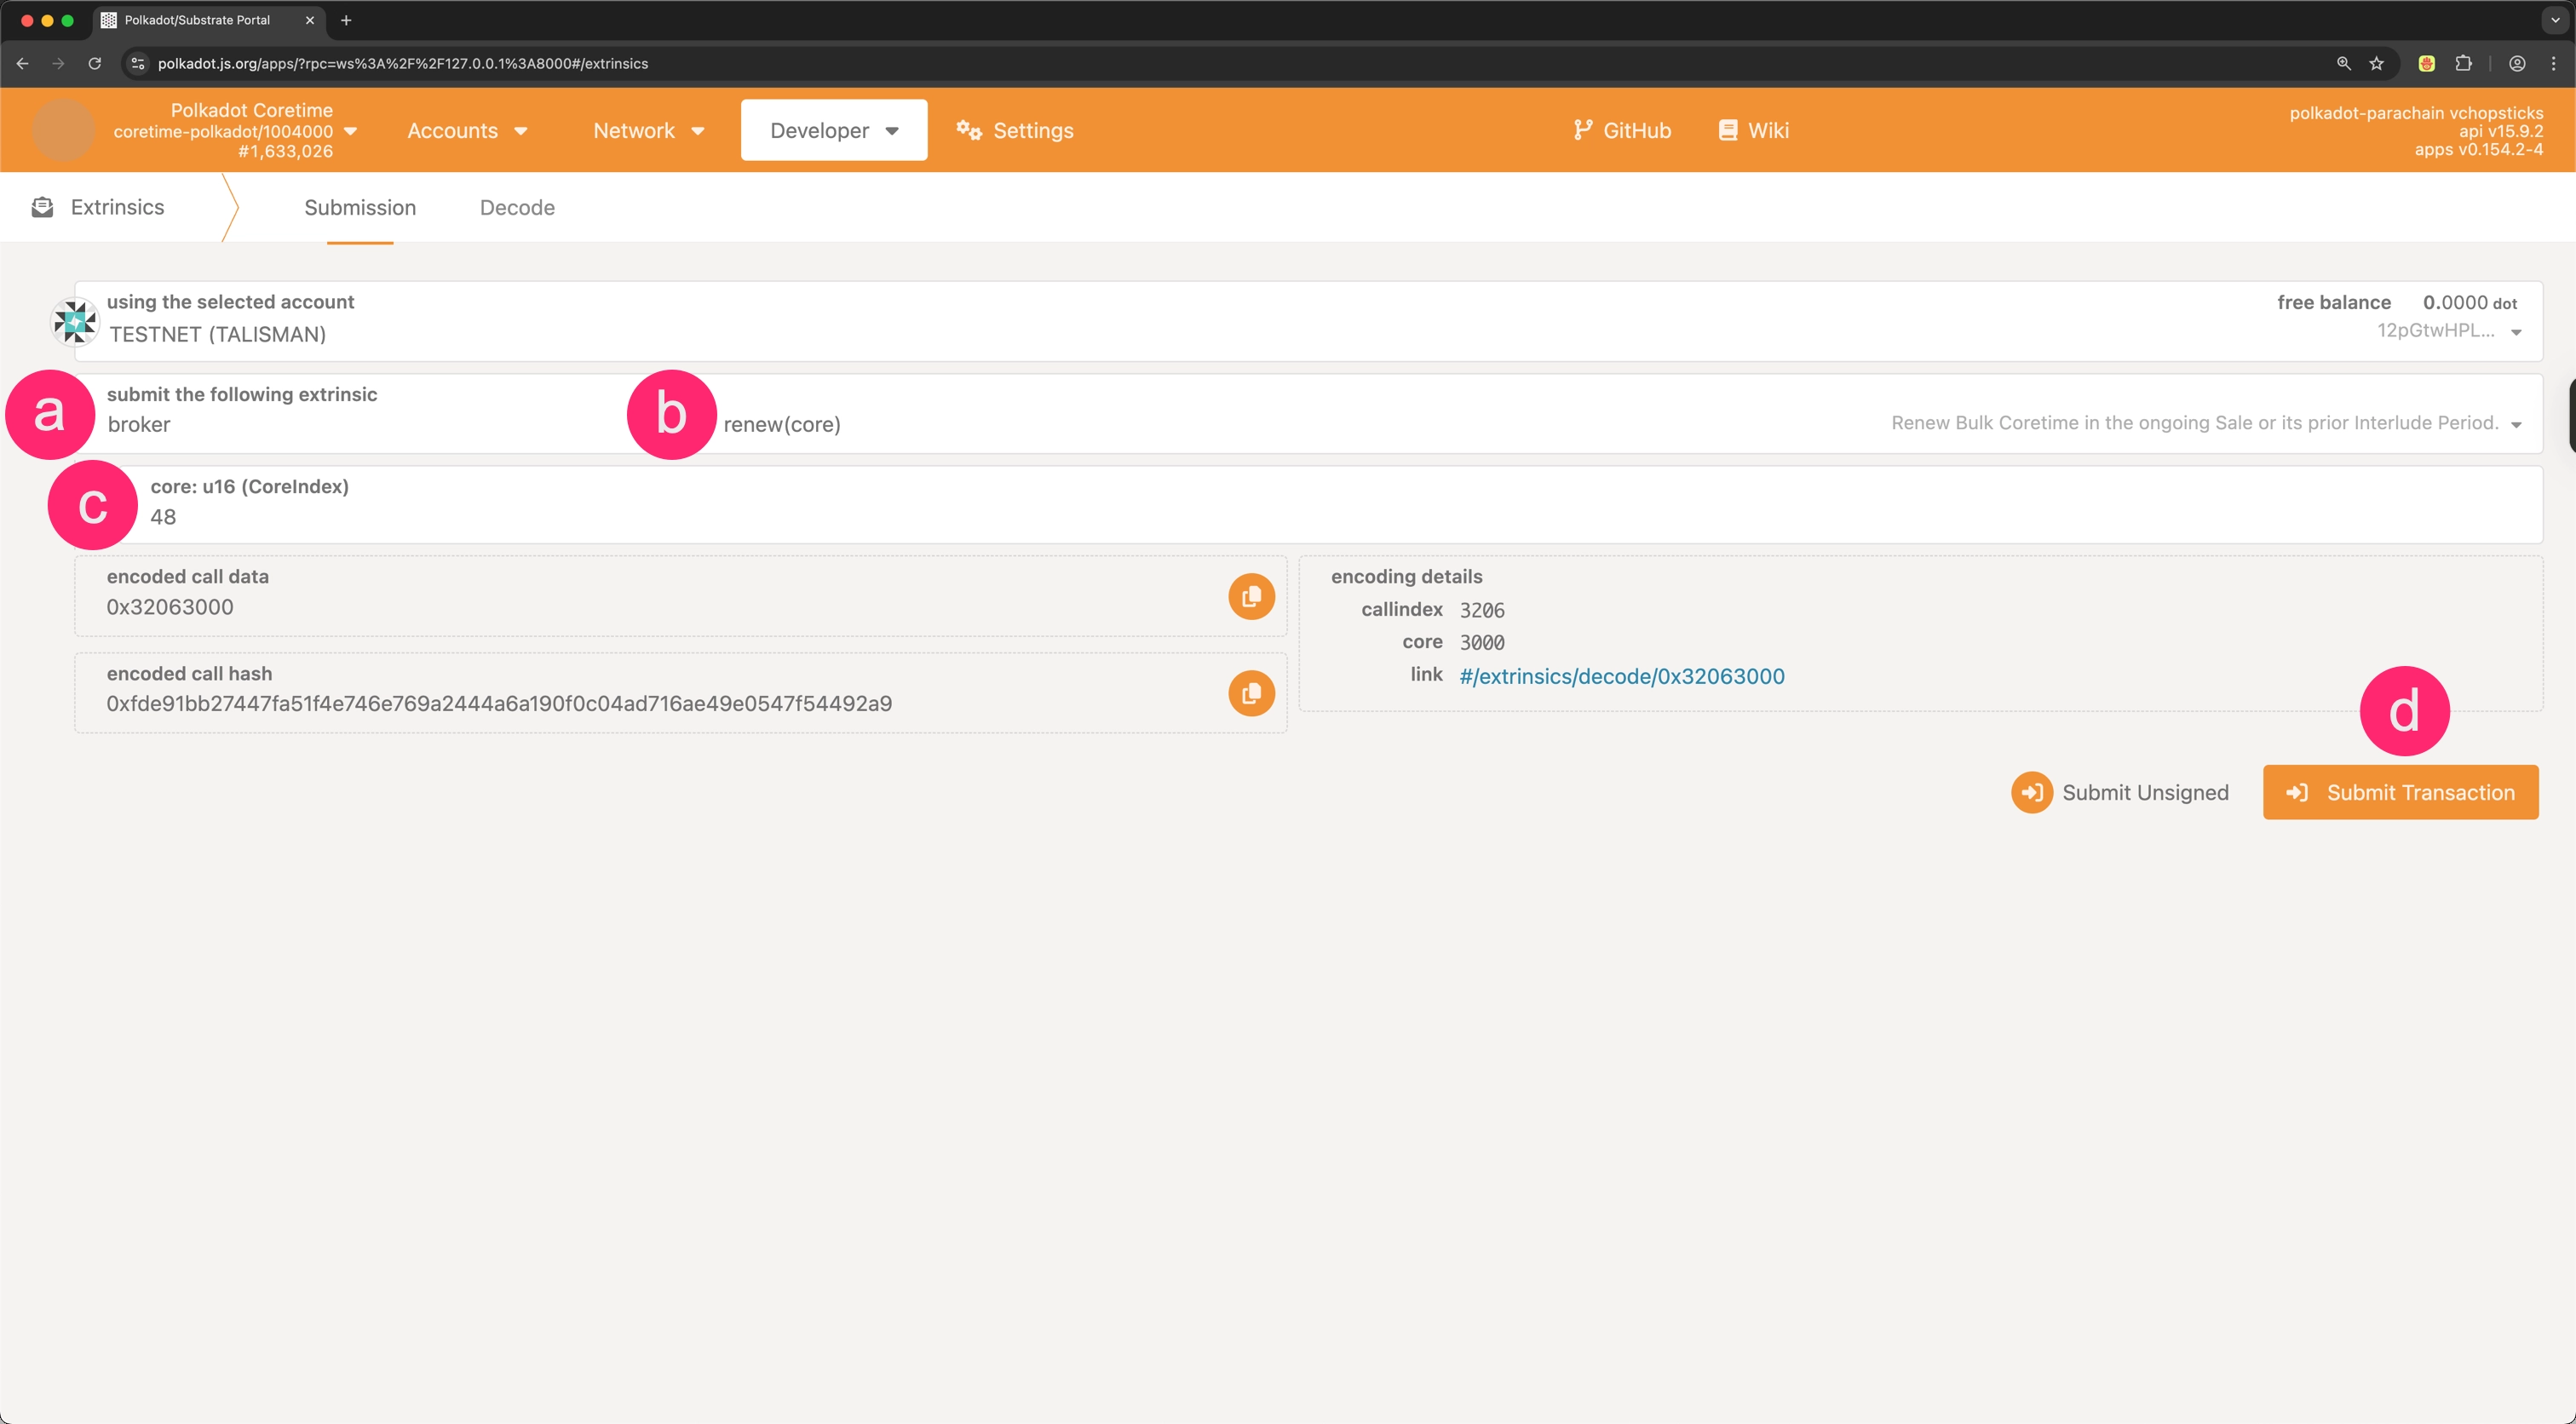 Polkadot/Substrate Portal
polkadot.js.org/apps/?rpc=ws%3A%2F%2F127.0.0.1%3A8000#/extrinsics
Polkadot Coretime
coretime-polkadot/1004000
#1,633,026
Accounts
Network
Developer
Settings
GitHub
Wiki
polkadot-parachain vchopsticks
api v15.9.2
apps v0.154.2-4
Extrinsics
Submission
Decode
using the selected account
TESTNET (TALISMAN)
free balance 0.0000 dot
12pGtwHPL...
a
submit the following extrinsic
broker
b
renew(core)
Renew Bulk Coretime in the ongoing Sale or its prior Interlude Period.
c
core: u16 (CoreIndex)
48
encoded call data
0x32063000
encoded call hash
0xfde91bb27447fa51f4e746e769a2444a6a190f0c04ad716ae49e0547f54492a9
encoding details
callindex 3206
core 3000
link #/extrinsics/decode/0x32063000
d
Submit Unsigned
Submit Transaction